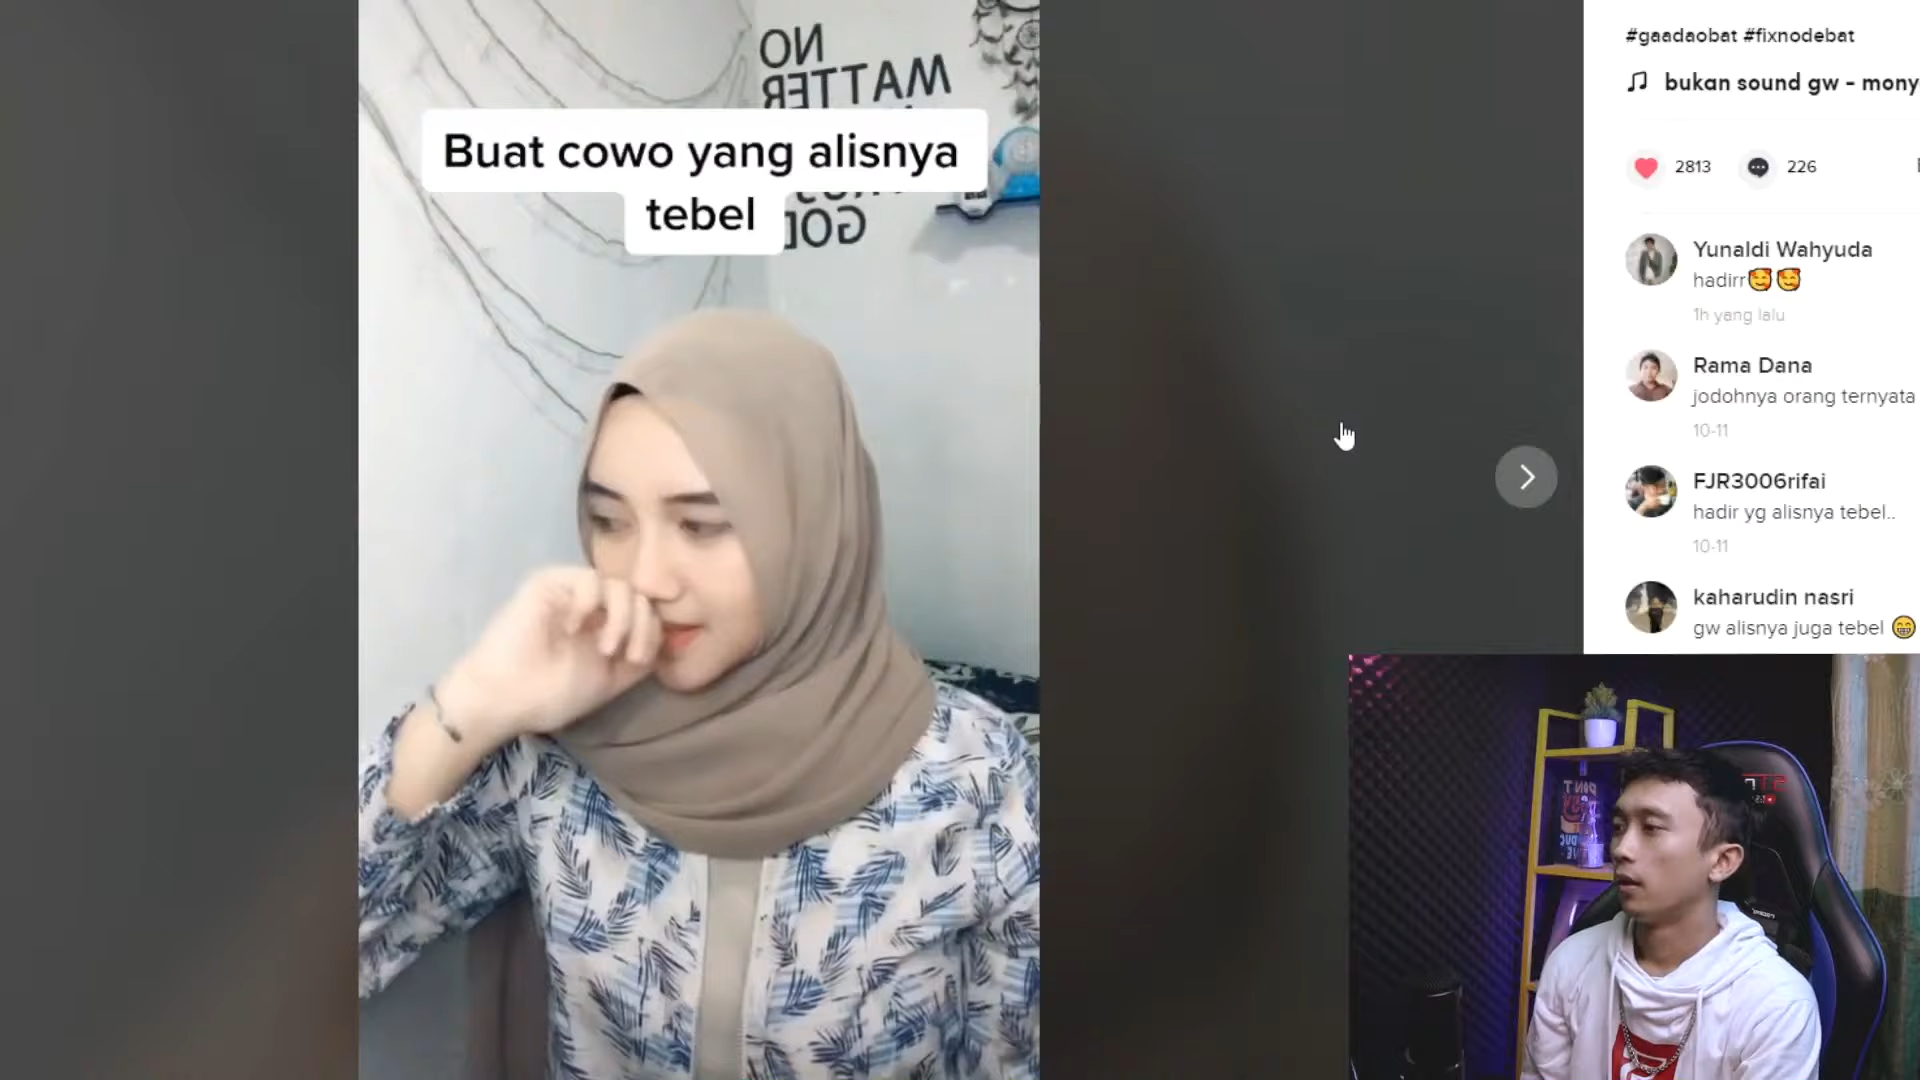 NO
MATTER
Buat cowo yang alisnya
tebel
GOD
#gaadaobat #fixnodebat
bukan sound gw - mony
2813
226
Yunaldi Wahyuda
hadirr🥰🥰
1h yang lalu
Rama Dana
jodohnya orang ternyata
10-11
FJR3006rifai
hadir yg alisnya tebel..
10-11
kaharudin nasri
gw alisnya juga tebel 😁